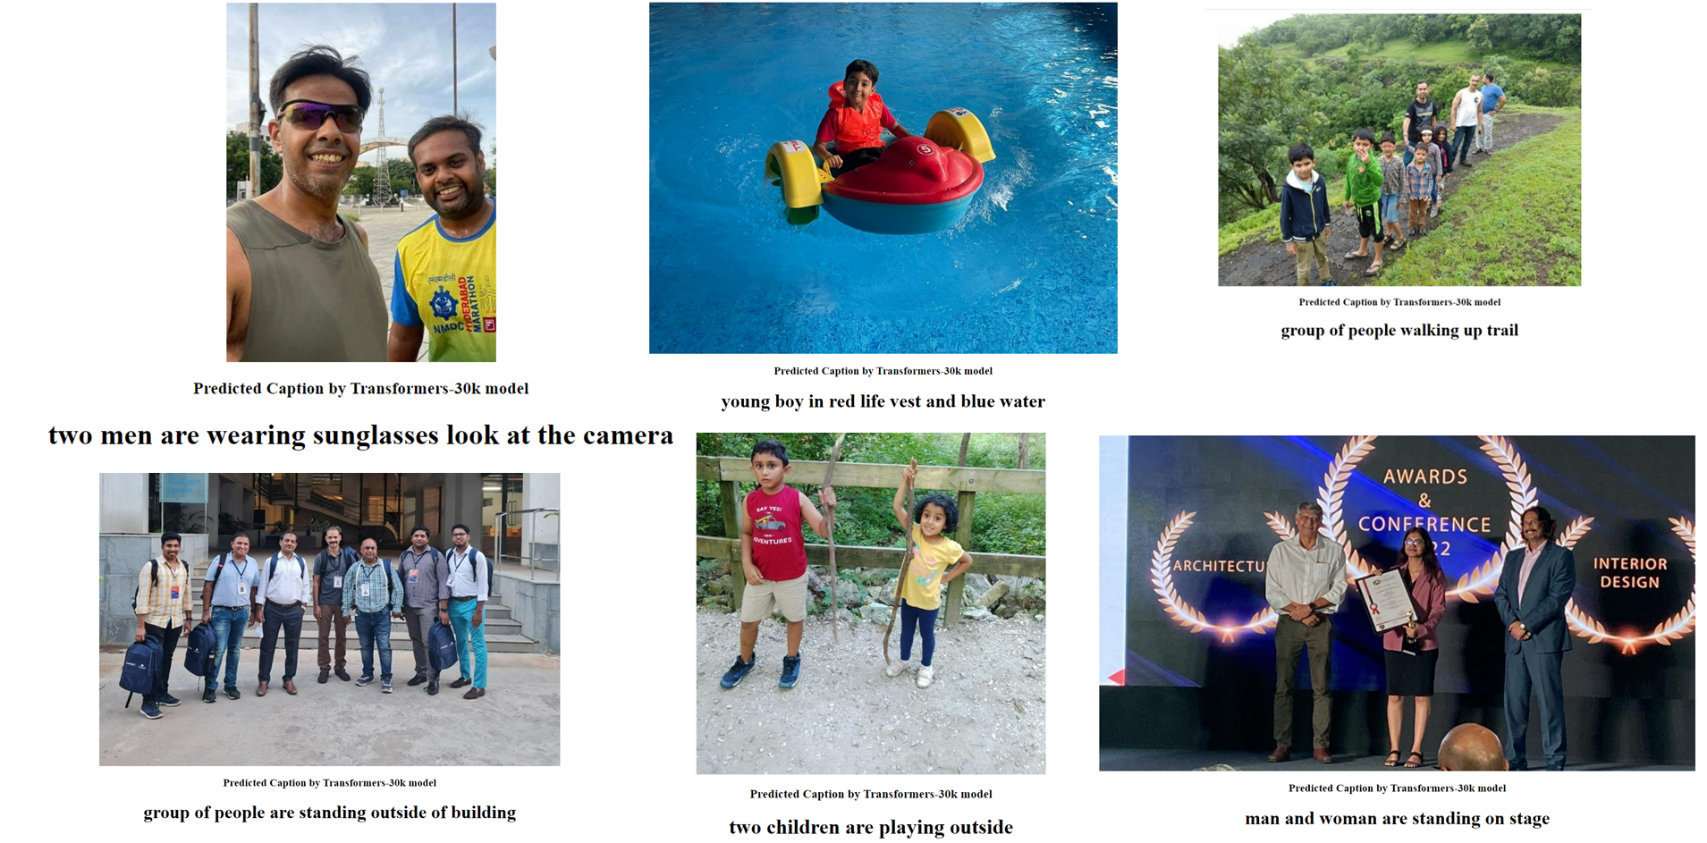 NMDC
HYDERABAD
MARATHON
Predicted Caption by Transformers-30k model
two men are wearing sunglasses look at the camera
5
Predicted Caption by Transformers-30k model
young boy in red life vest and blue water
Predicted Caption by Transformers-30k model
group of people walking up trail
Predicted Caption by Transformers-30k model
group of people are standing outside of building
SAY YES!
ADVENTURES
Predicted Caption by Transformers-30k model
two children are playing outside
AWARDS
&
CONFERENCE
22
ARCHITECTU
INTERIOR
DESIGN
Predicted Caption by Transformers-30k model
man and woman are standing on stage